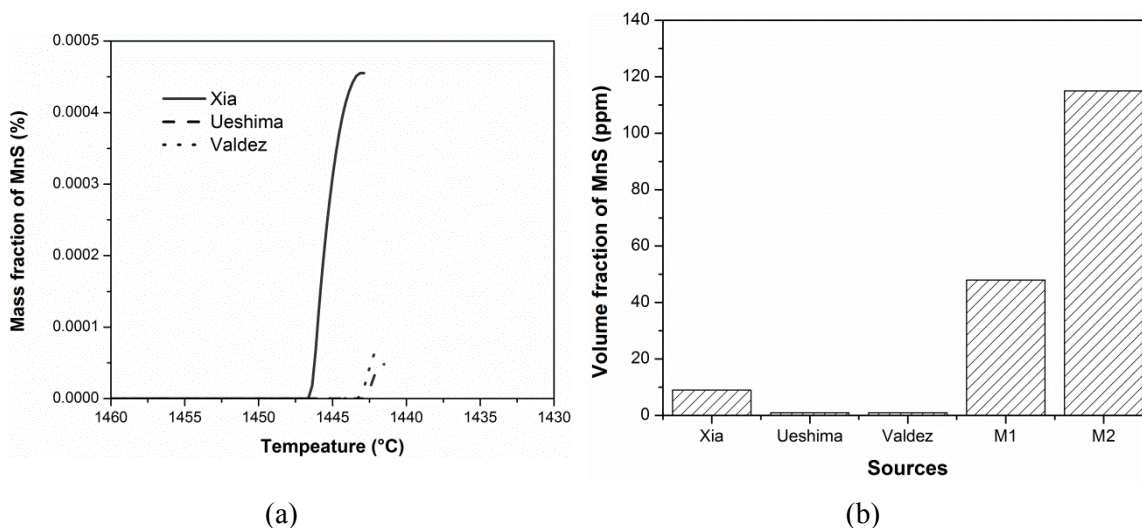 0.0005
0.0004
0.0003
0.0002
0.0001
0.0000
Mass fraction of MnS (%)
Xia
Ueshima
Valdez
1460 1455 1450 1445 1440 1435 1430
Tempeature (°C)
(a)
140
120
100
80
60
40
20
0
Volume fraction of MnS (ppm)
Xia Ueshima Valdez M1 M2
Sources
(b)